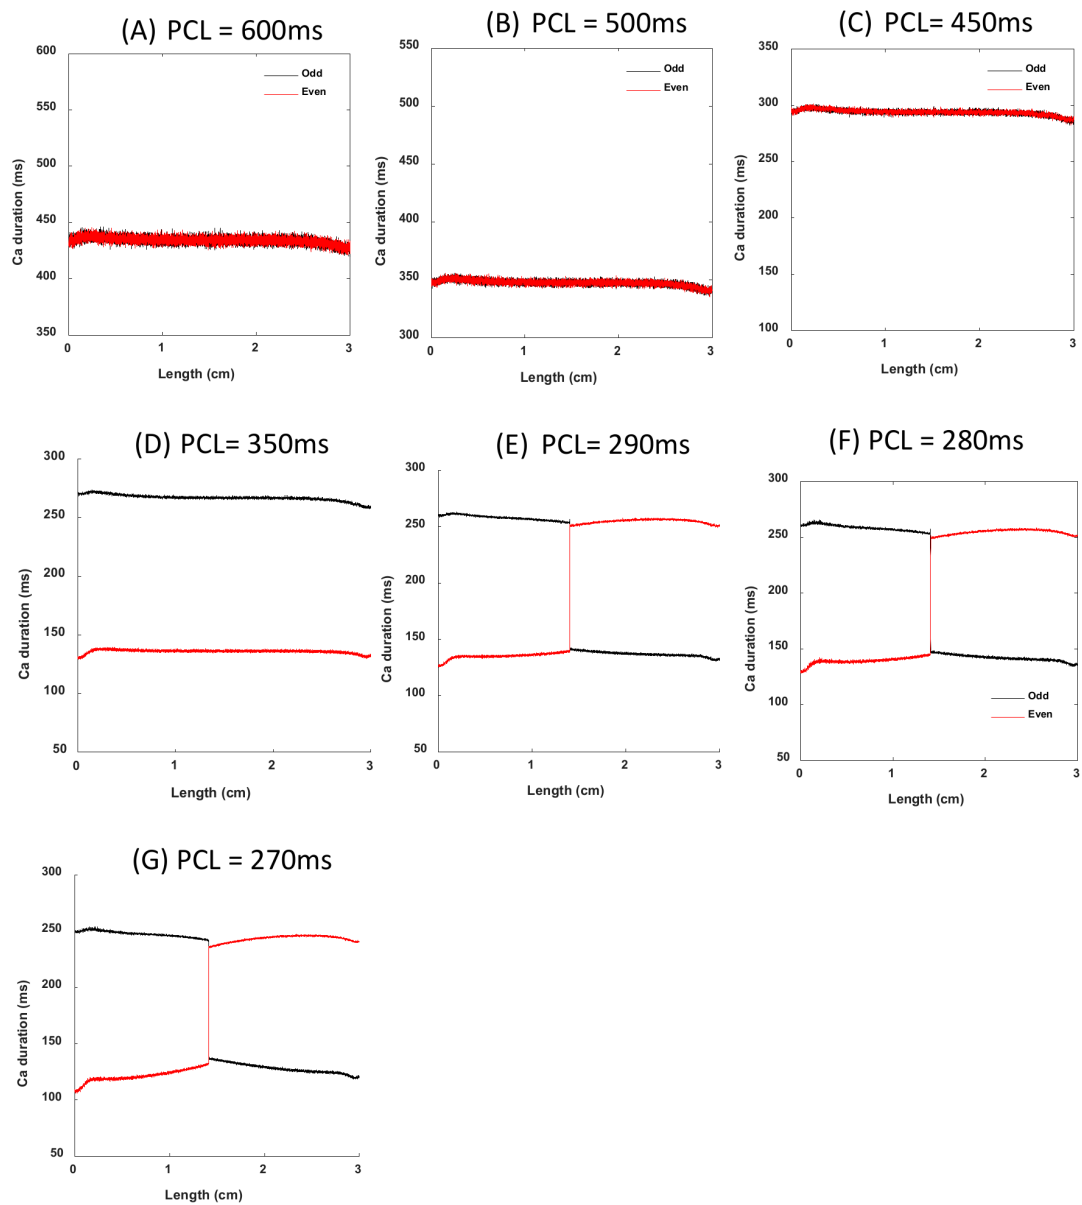 (A) PCL = 600ms
600
550
500
450
400
350
Ca duration (ms)
Odd
Even
0 1 2 3
Length (cm)
(B) PCL = 500ms
550
500
450
400
350
300
Ca duration (ms)
Odd
Even
0 1 2 3
Length (cm)
(C) PCL = 450ms
350
300
250
200
150
100
Ca duration (ms)
Odd
Even
0 1 2 3
Length (cm)
(D) PCL= 350ms
300
250
200
150
100
50
Ca duration (ms)
0 1 2 3
Length (cm)
(E) PCL= 290ms
300
250
200
150
100
50
Ca duration (ms)
0 1 2 3
Length (cm)
(F) PCL = 280ms
300
250
200
150
100
50
Ca duration (ms)
Odd
Even
0 1 2 3
Length (cm)
(G) PCL = 270ms
300
250
200
150
100
50
Ca duration (ms)
0 1 2 3
Length (cm)